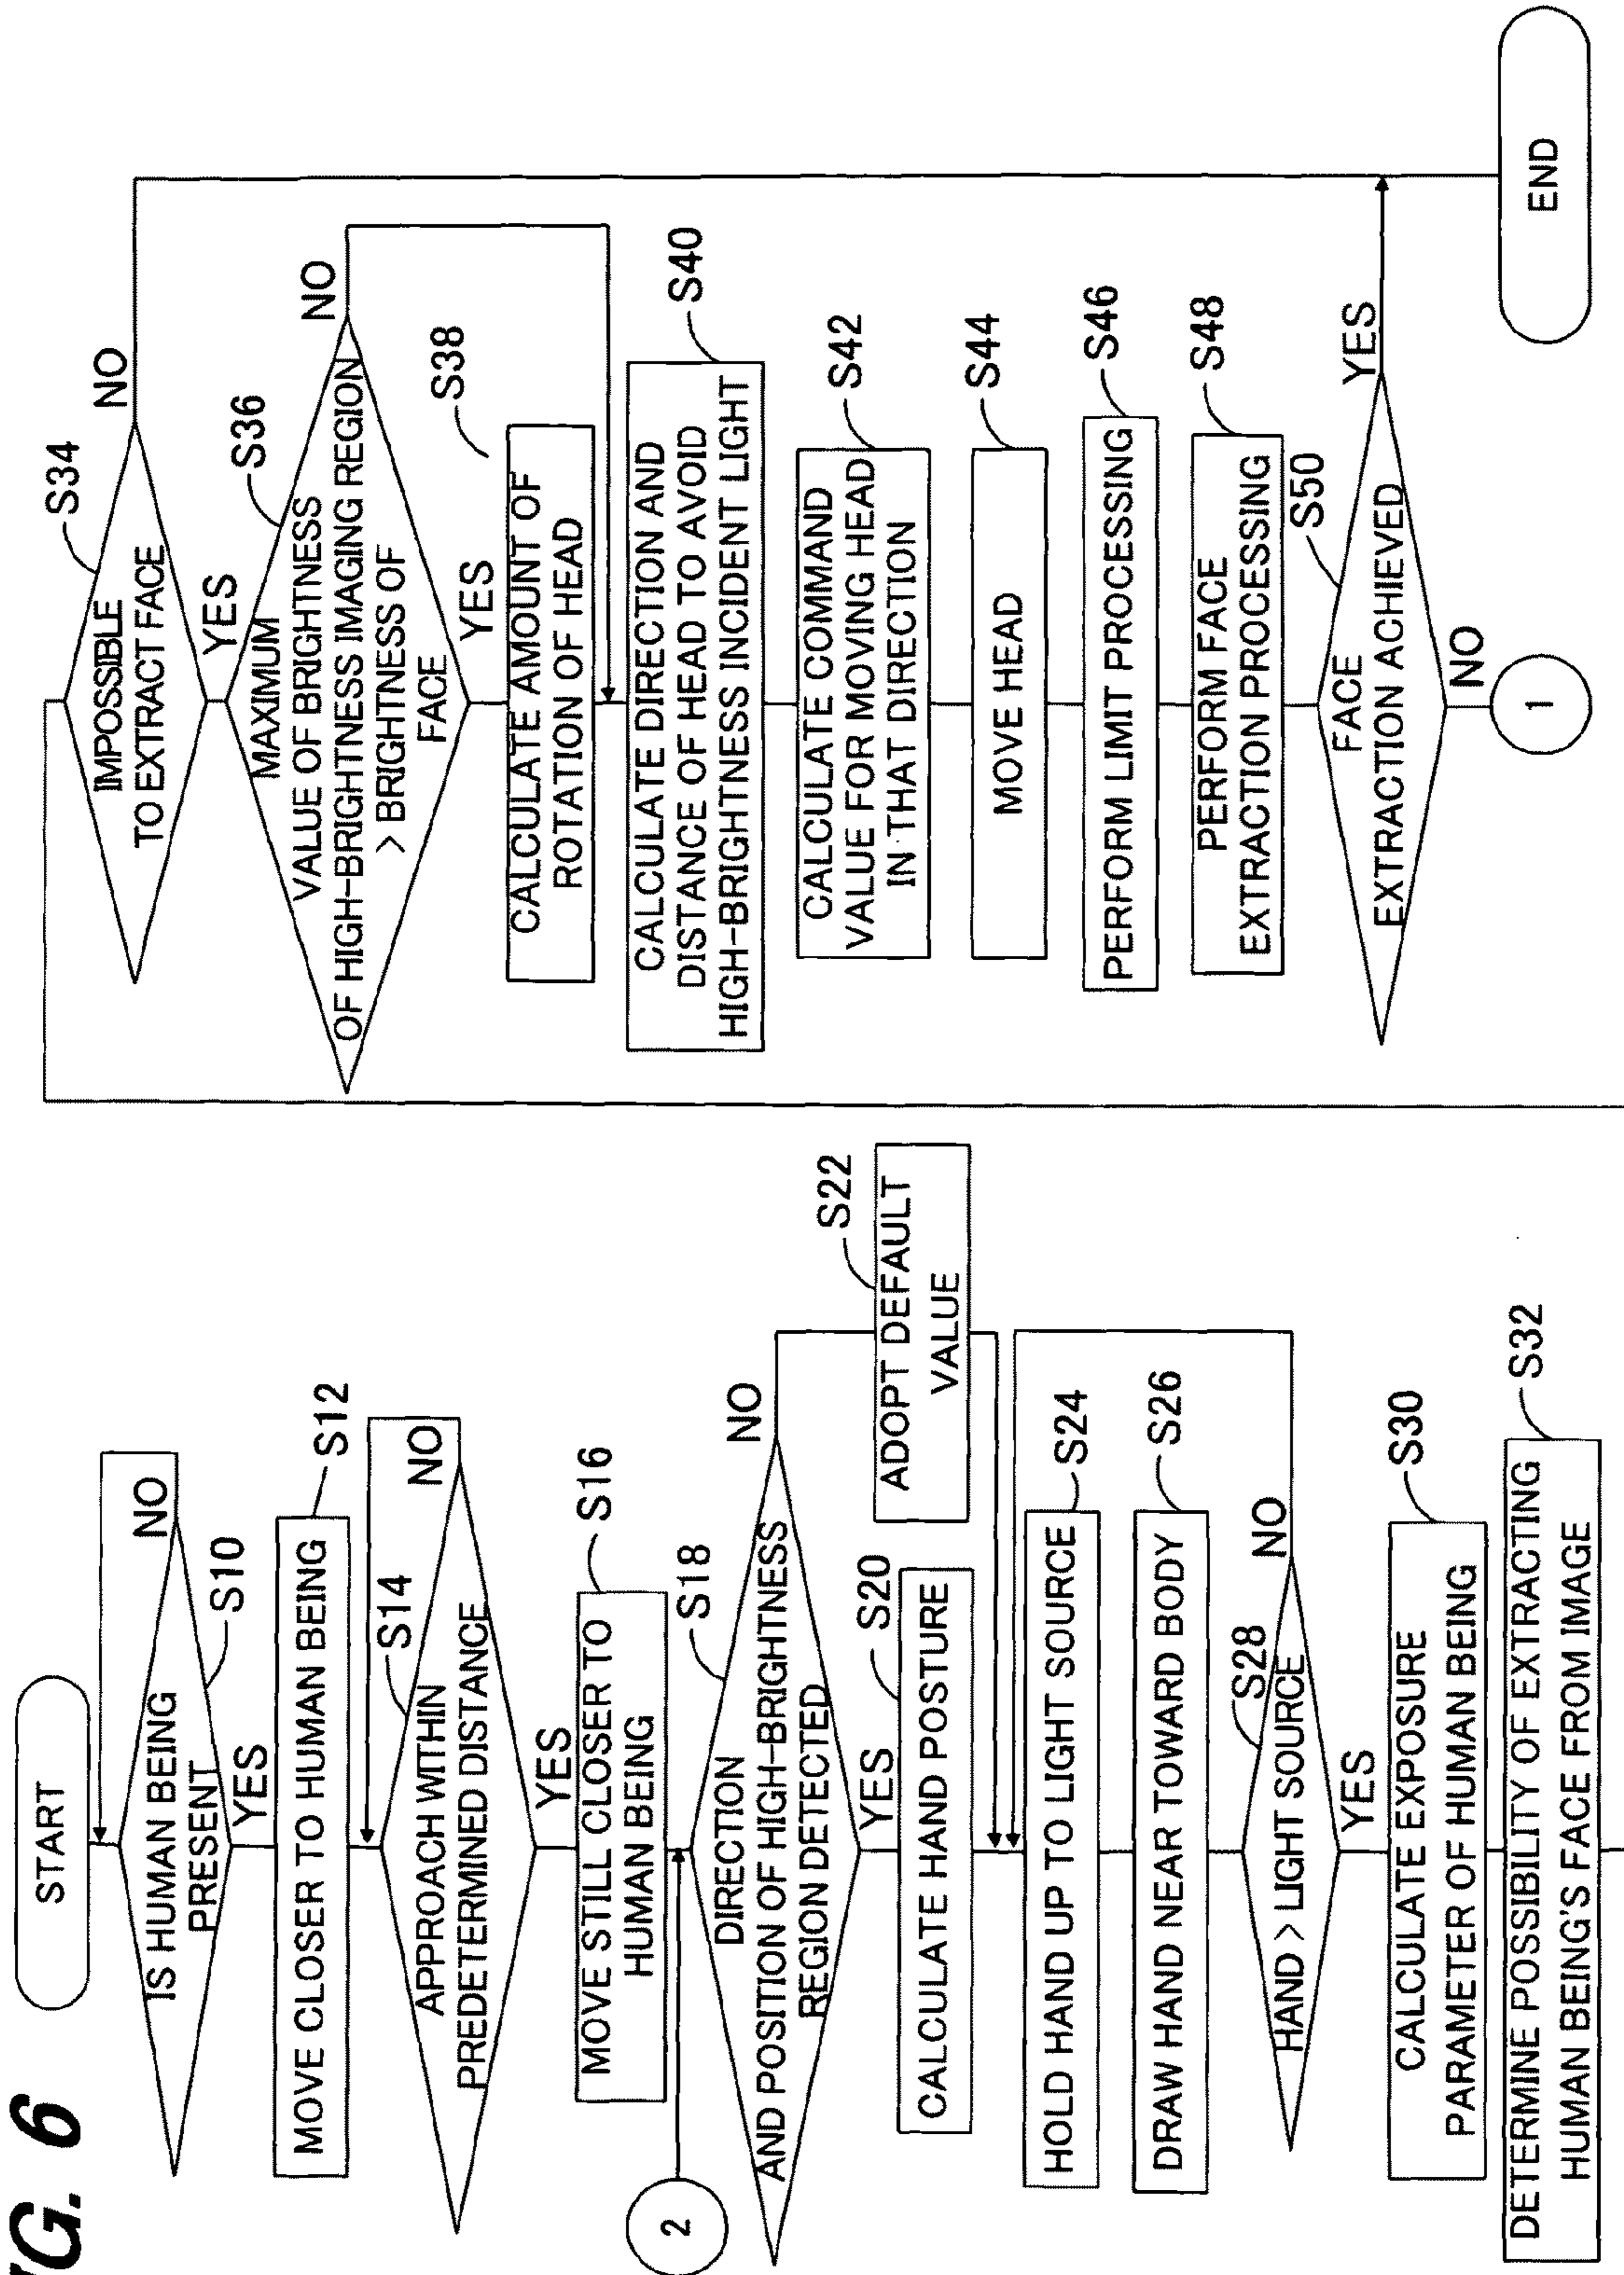 FIG. 6
START
IS HUMAN BEING
PRESENT
S10
NO
YES
MOVE CLOSER TO HUMAN BEING
S12
APPROACH WITHIN
PREDETERMINED DISTANCE
S14
NO
YES
MOVE STILL CLOSER TO
HUMAN BEING
S16
2
DIRECTION
AND POSITION OF HIGH-BRIGHTNESS
REGION DETECTED
S18
NO
YES
CALCULATE HAND POSTURE
S20
ADOPT DEFAULT
VALUE
S22
HOLD HAND UP TO LIGHT SOURCE
S24
DRAW HAND NEAR TOWARD BODY
S26
HAND > LIGHT SOURCE
S28
NO
YES
CALCULATE EXPOSURE
PARAMETER OF HUMAN BEING
S30
DETERMINE POSSIBILITY OF EXTRACTING
HUMAN BEING'S FACE FROM IMAGE
S32
IMPOSSIBLE
TO EXTRACT FACE
S34
NO
YES
MAXIMUM
VALUE OF BRIGHTNESS
OF HIGH-BRIGHTNESS IMAGING REGION
> BRIGHTNESS OF
FACE
S36
NO
YES
CALCULATE AMOUNT OF
ROTATION OF HEAD
S38
CALCULATE DIRECTION AND
DISTANCE OF HEAD TO AVOID
HIGH-BRIGHTNESS INCIDENT LIGHT
S40
CALCULATE COMMAND
VALUE FOR MOVING HEAD
IN THAT DIRECTION
S42
MOVE HEAD
S44
PERFORM LIMIT PROCESSING
S46
PERFORM FACE
EXTRACTION PROCESSING
S48
FACE
EXTRACTION ACHIEVED
S50
YES
NO
1
END